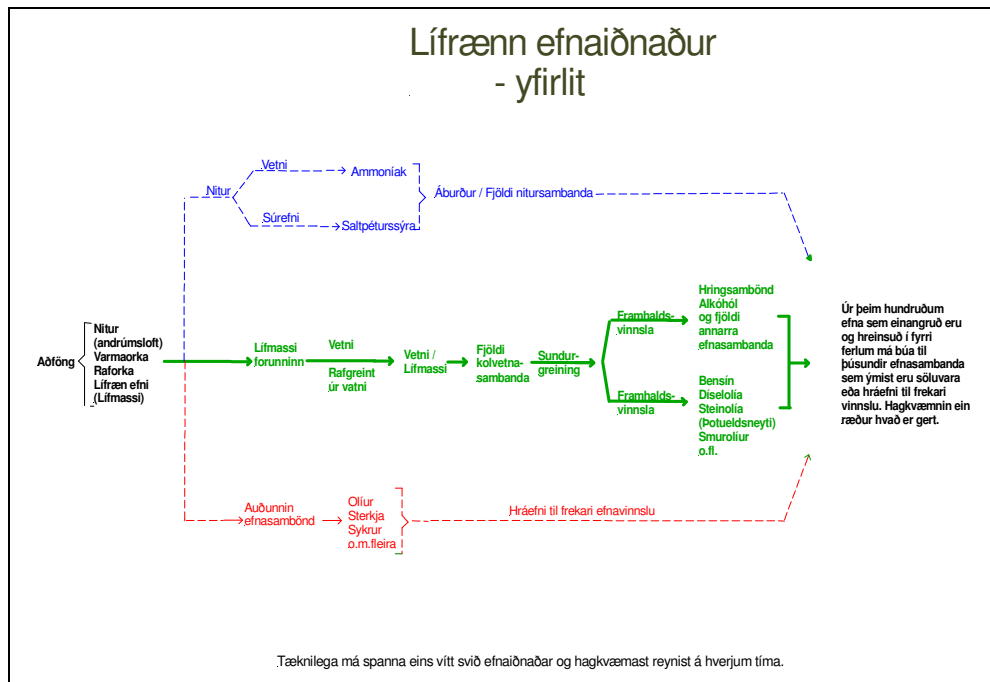 Lífrænn efnaiðnaður
- yfirlit
Nitur
Vetni
Ammoníak
Súrefni
Saltpéturssýra
Áburður / Fjöldi nitursambanda
Aðföng
Nitur
(andrúmsloft)
Varmaorka
Raforka
Lífræn efni
(Lífmassi)
Lífmassi
forunninn
Vetni
Rafgreint
úr vatni
Vetni /
Lífmassi
Fjöldi
kolvetna-
sambanda
Sundur-
greining
Framhalds-
vinnsla
Hringsambönd
Alkóhól
og fjöldi
annarra
efnasambanda
Framhalds-
vinnsla
Bensín
Díselolía
Steinolía
(Þotueldsneyti)
Smurolíur
o.fl.
Úr þeim hundruðum
efna sem einangruð eru
og hreinsuð í fyrri
ferlum má búa til
þúsundir efnasambanda
sem ýmist eru söluvara
eða hráefni til frekari
vinnslu. Hagkvæmnin ein
ræður hvað er gert.
Auðunnin
efnasambönd
Olíur
Sterkja
Sykrur
o.m.fleira
Hráefni til frekari efnavinnslu
Tæknilega má spanna eins vítt svið efnaiðnaðar og hagkvæmast reynist á hverjum tíma.